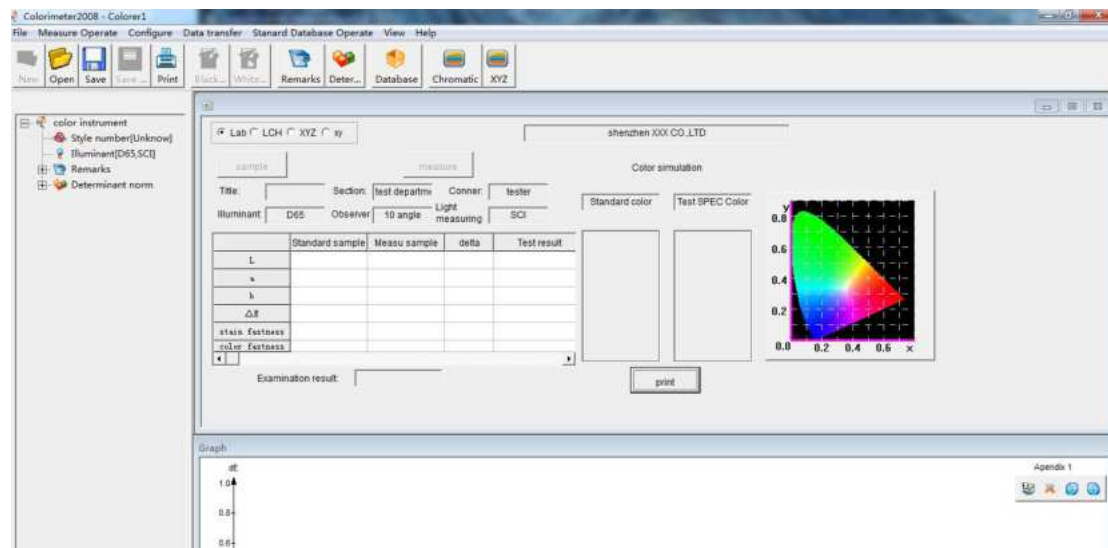 Colorimeter2008 - Colorer1
File Measure Operate Configure Data transfer Stanard Database Operate View Help
New Open Save Save ... Print Black... White... Remarks Deter... Database Chromatic XYZ
color instrument
Style number[Unknow]
Illuminant[D65,SCI]
Remarks
Determinant norm
Lab LCH XYZ xy
shenzhen XXX CO.,LTD
sample measure
Color simulation
Title: Section: test departme Conner: tester
Illuminant: D65 Observer 10 angle Light measuring SCI
Standard color Test SPEC Color
Standard sample Measu sample delta Test result
L
a
b
△E
stain fastness
color fastness
Examination result:
print
y
0.8
0.6
0.4
0.2
0.0 0.2 0.4 0.6 x
Graph
dE
1.0
0.8
0.6
Apendix 1